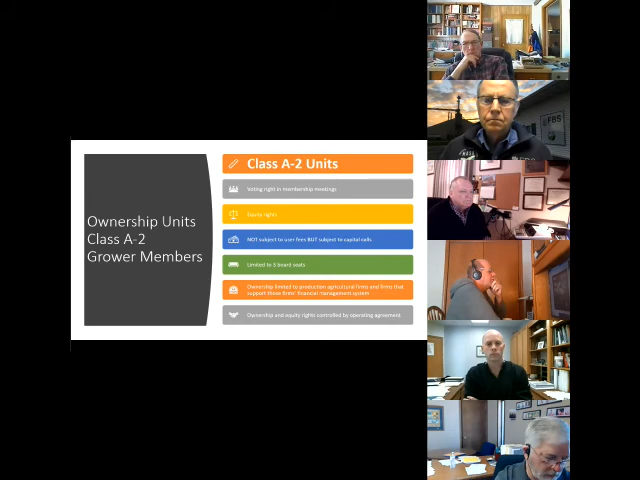 Ownership Units
Class A-2
Grower Members
Class A-2 Units
Voting right in membership meetings
Equity rights
NOT subject to user fees BUT subject to capital calls
Limited to 3 board seats
Ownership limited to production agricultural firms and firms that
support those firms' financial management system
Ownership and equity rights controlled by operating agreement
FBS